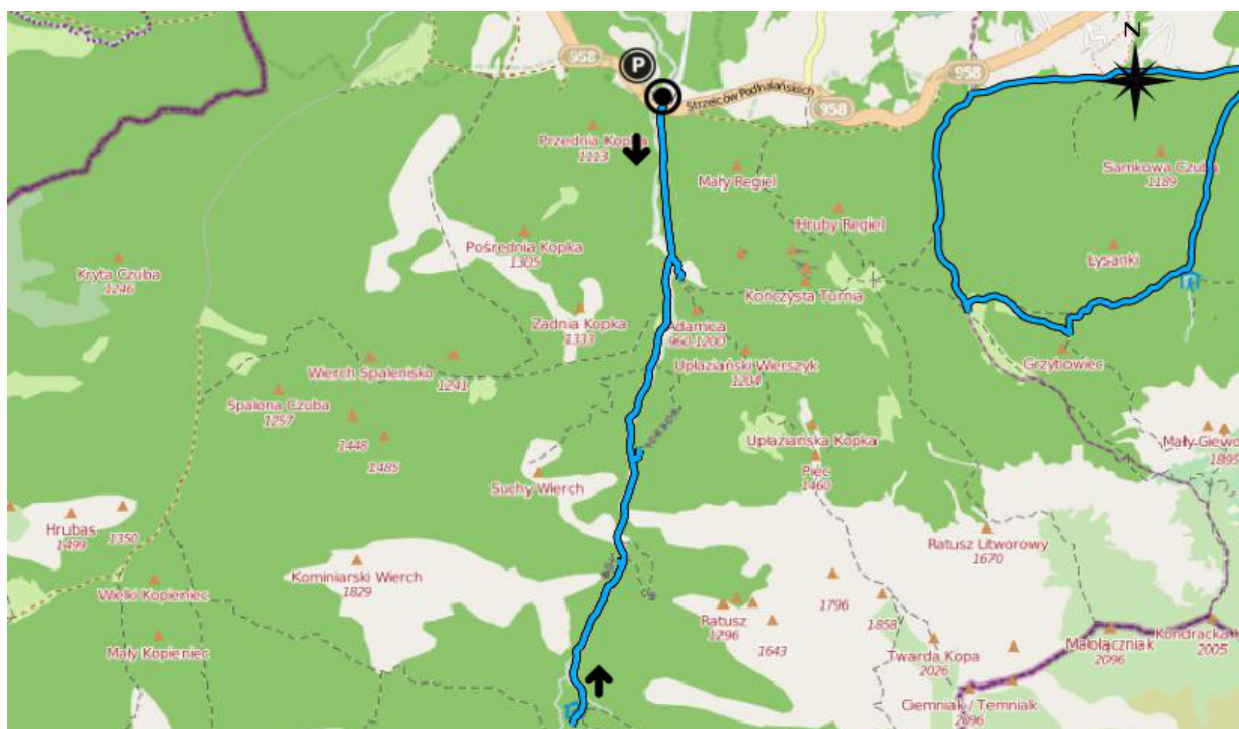 N
958
P
958
Strzelców Podhalańskich
958
Przednia Kopka
1113
Samkowa Czuba
1189
Mały Regiel
Hruby Regiel
Pośrednia Kopka
1305
Łysanki
Kryta Czuba
1246
Kończysta Turnia
Zadnia Kopka
1333
Adamica
960-1200
Upłaziański Wierszyk
1204
Grzybowiec
Wierch Spalenisko
1241
Spalona Czuba
1257
1448
1485
Upłaziańska Kopka
Mały Giewo
1895
Piec
1460
Suchy Wierch
Hrubas
1499
1350
Ratusz Litworowy
1670
Kominiarski Wierch
1829
Wielki Kopieniec
1796
1858
Ratusz
1296
1643
Małołączniak
2096
Kondracka
2005
Mały Kopieniec
Twarda Kopa
2026
Ciemniak / Temniak
2096